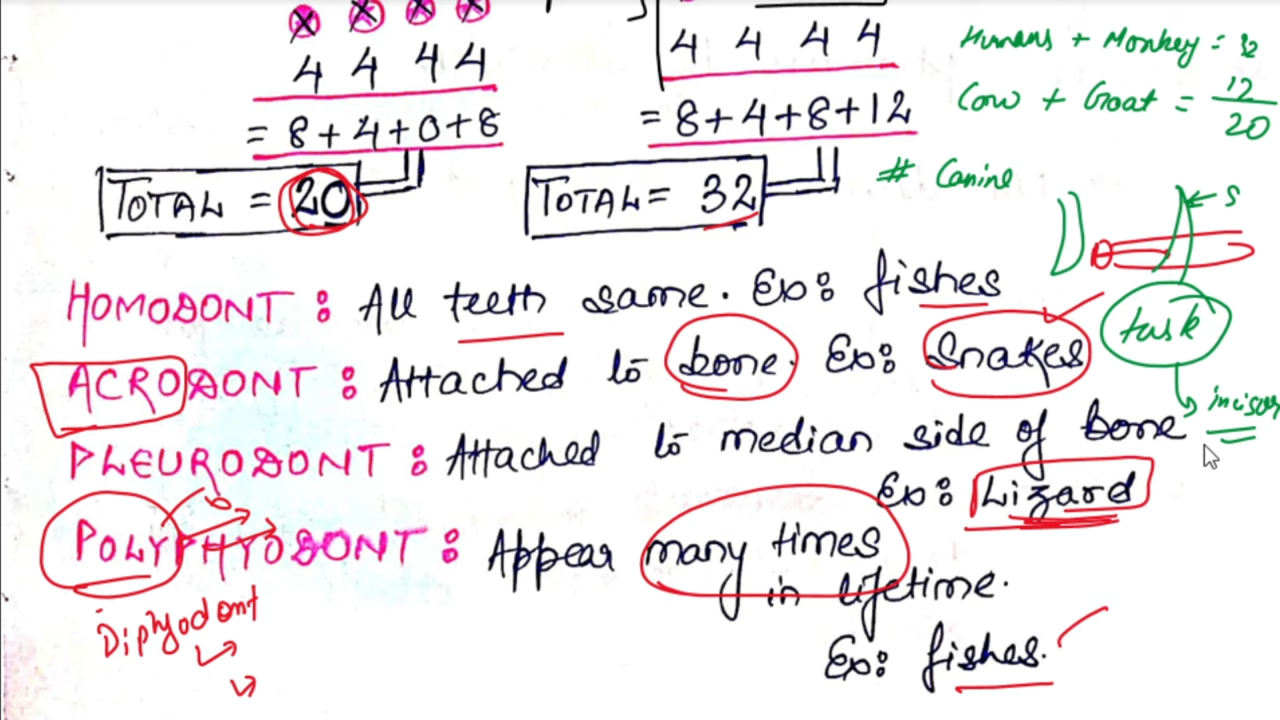 4 4 4 4
= 8+4+0+8
TOTAL = 20
4 4 4 4
= 8+4+8+12
TOTAL = 32
Humans + Monkey = 32
Cow + Goat = 12
20
# Canine
S
task
incisor
HOMODONT : All teeth same. Ex: fishes
ACRODONT : Attached to bone. Ex: Snakes
PLEURODONT : Attached to median side of bone
Ex: Lizard
POLYPHYODONT : Appear many times
in lifetime.
Ex: fishes.
Diphyodont